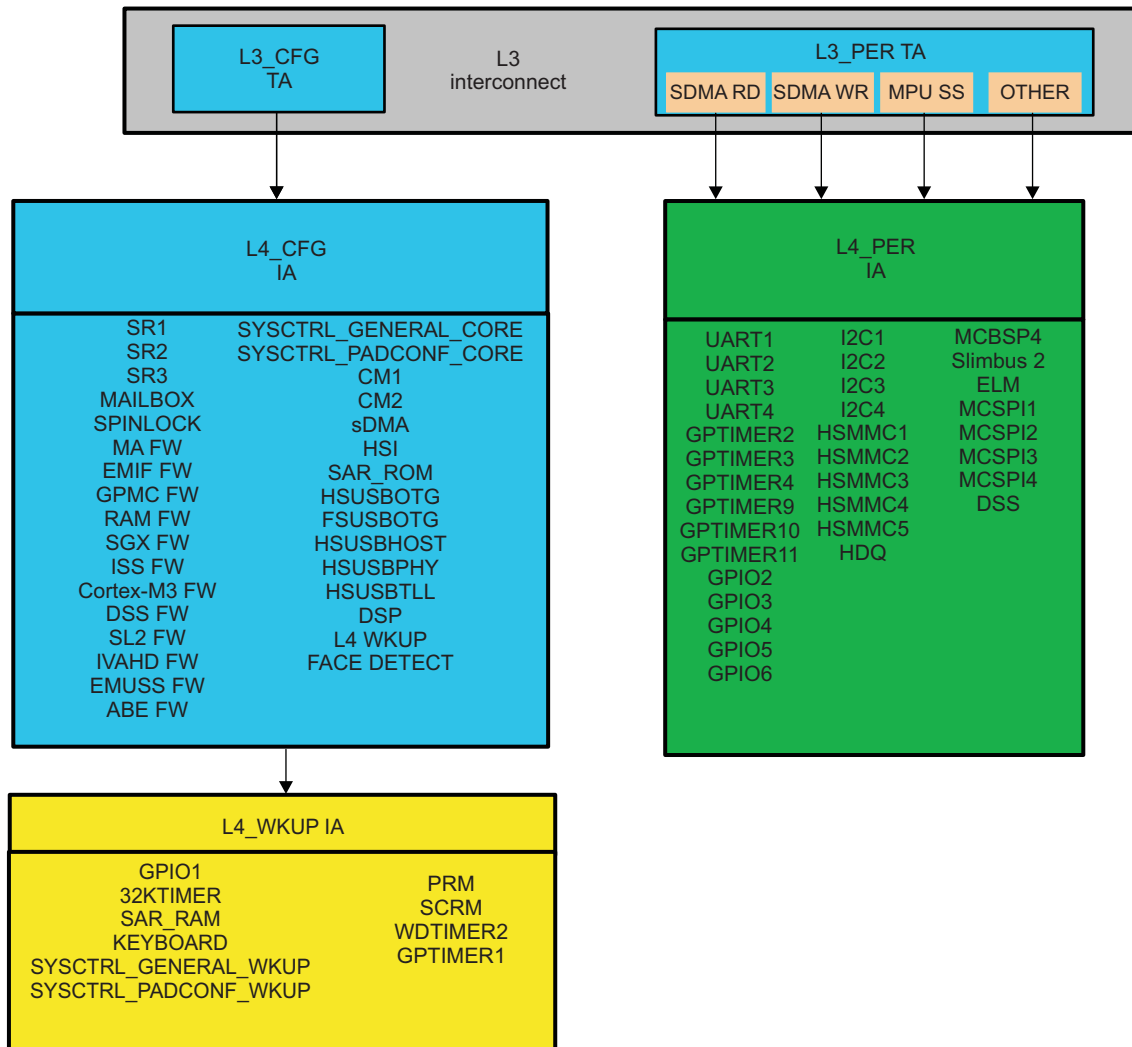 L3_CFG
TA
L3
interconnect
L3_PER TA
SDMA RD
SDMA WR
MPU SS
OTHER
L4_CFG
IA
SR1
SR2
SR3
MAILBOX
SPINLOCK
MA FW
EMIF FW
GPMC FW
RAM FW
SGX FW
ISS FW
Cortex-M3 FW
DSS FW
SL2 FW
IVAHD FW
EMUSS FW
ABE FW
SYSCTRL_GENERAL_CORE
SYSCTRL_PADCONF_CORE
CM1
CM2
sDMA
HSI
SAR_ROM
HSUSBOTG
FSUSBOTG
HSUSBHOST
HSUSBPHY
HSUSBTLL
DSP
L4 WKUP
FACE DETECT
L4_PER
IA
UART1
UART2
UART3
UART4
GPTIMER2
GPTIMER3
GPTIMER4
GPTIMER9
GPTIMER10
GPTIMER11
GPIO2
GPIO3
GPIO4
GPIO5
GPIO6
I2C1
I2C2
I2C3
I2C4
HSMMC1
HSMMC2
HSMMC3
HSMMC4
HSMMC5
HDQ
MCBSP4
Slimbus 2
ELM
MCSPI1
MCSPI2
MCSPI3
MCSPI4
DSS
L4_WKUP IA
GPIO1
32KTIMER
SAR_RAM
KEYBOARD
SYSCTRL_GENERAL_WKUP
SYSCTRL_PADCONF_WKUP
PRM
SCRM
WDTIMER2
GPTIMER1